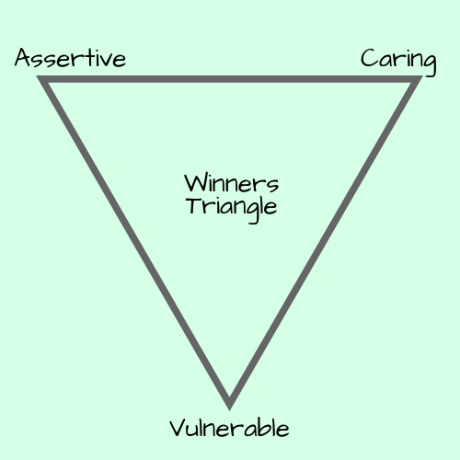 Assertive
Caring
Winners
Triangle
Vulnerable